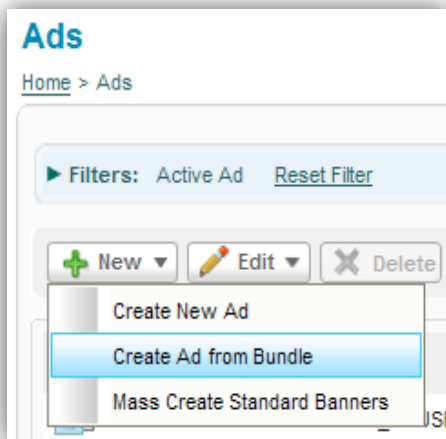 Ads
Home > Ads
Filters: Active Ad Reset Filter
New Edit Delete
Create New Ad
Create Ad from Bundle
Mass Create Standard Banners